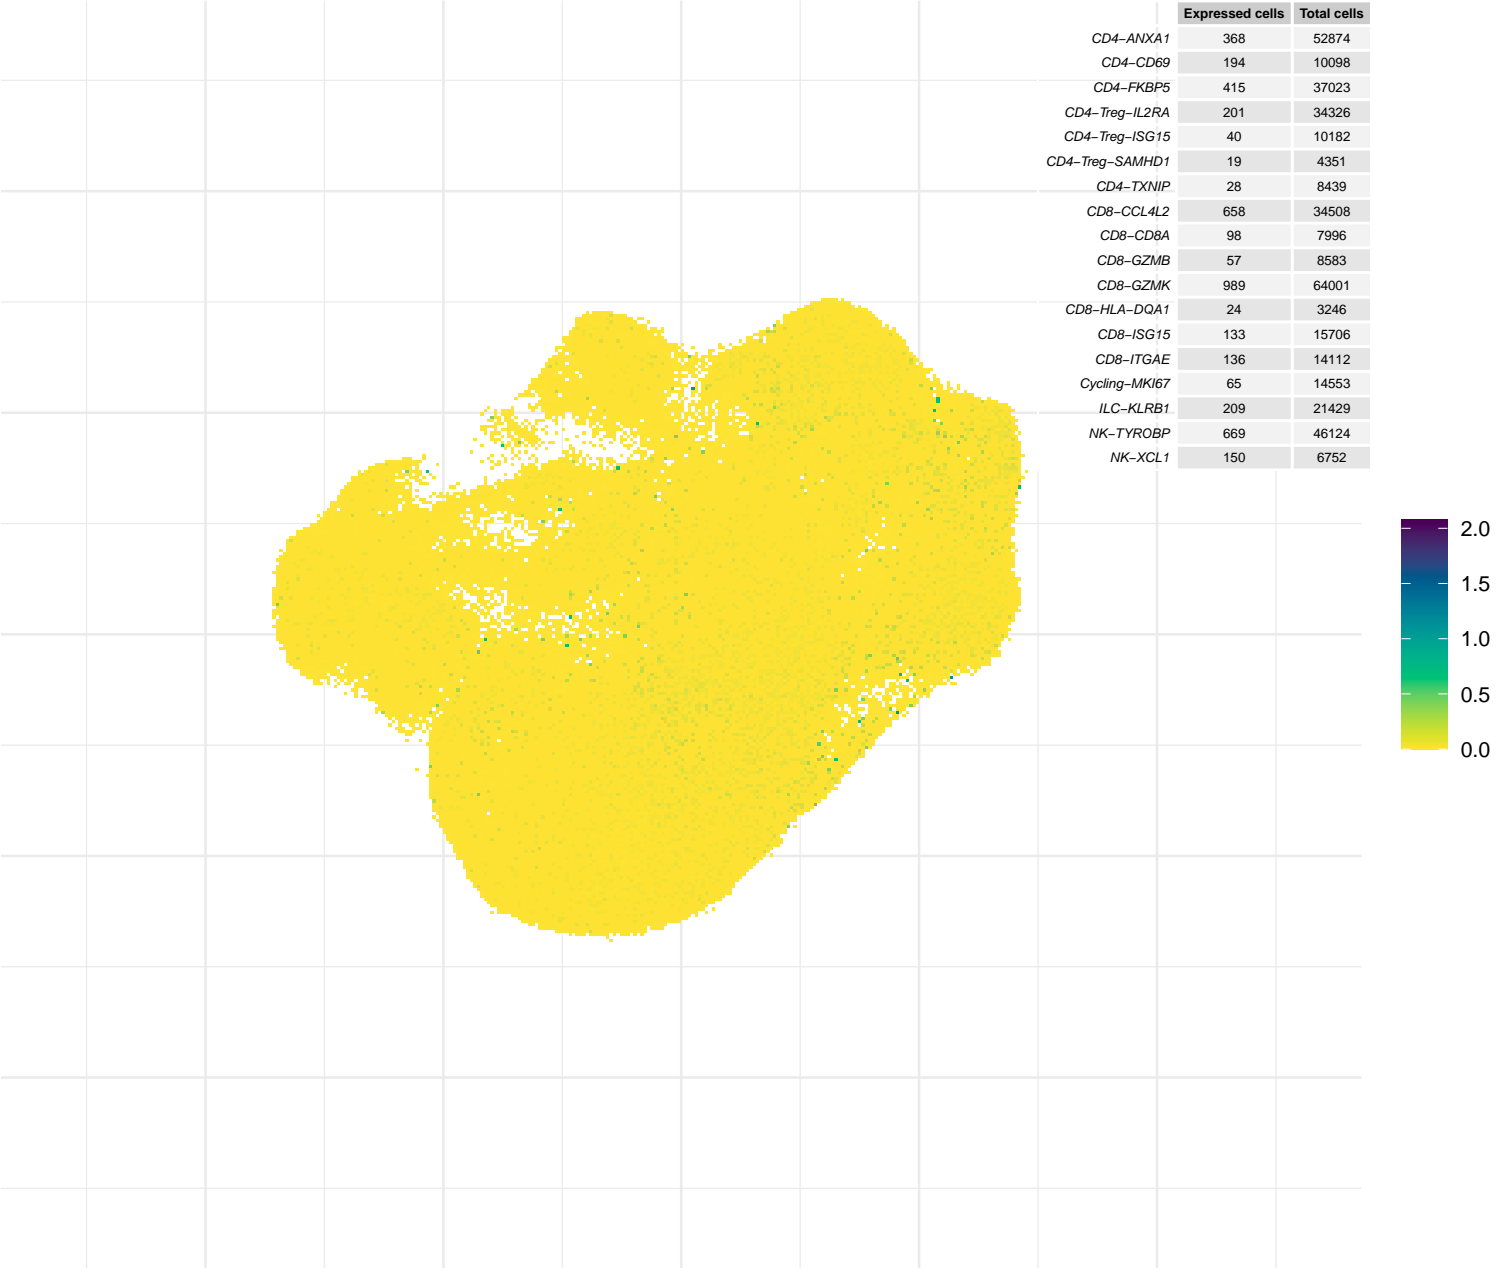 Expressed cells Total cells
CD4−ANXA1 368 52874
CD4−CD69 194 10098
CD4−FKBP5 415 37023
CD4−Treg−IL2RA 201 34326
CD4−Treg−ISG15 40 10182
CD4−Treg−SAMHD1 19 4351
CD4−TXNIP 28 8439
CD8−CCL4L2 658 34508
CD8−CD8A 98 7996
CD8−GZMB 57 8583
CD8−GZMK 989 64001
CD8−HLA−DQA1 24 3246
CD8−ISG15 133 15706
CD8−ITGAE 136 14112
Cycling−MKI67 65 14553
ILC−KLRB1 209 21429
NK−TYROBP 669 46124
NK−XCL1 150 6752
2.0
1.5
1.0
0.5
0.0